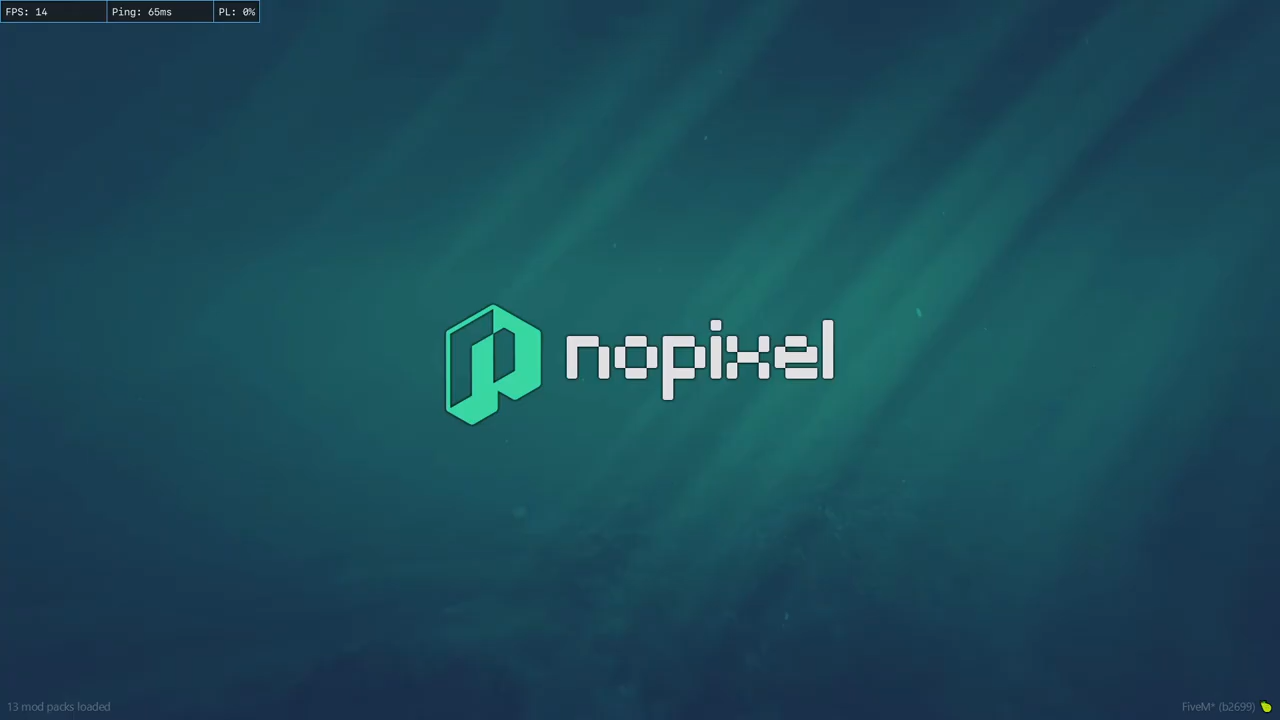 FPS: 14 Ping: 65ms PL: 0%
nopixel
13 mod packs loaded
FiveM* (b2699)